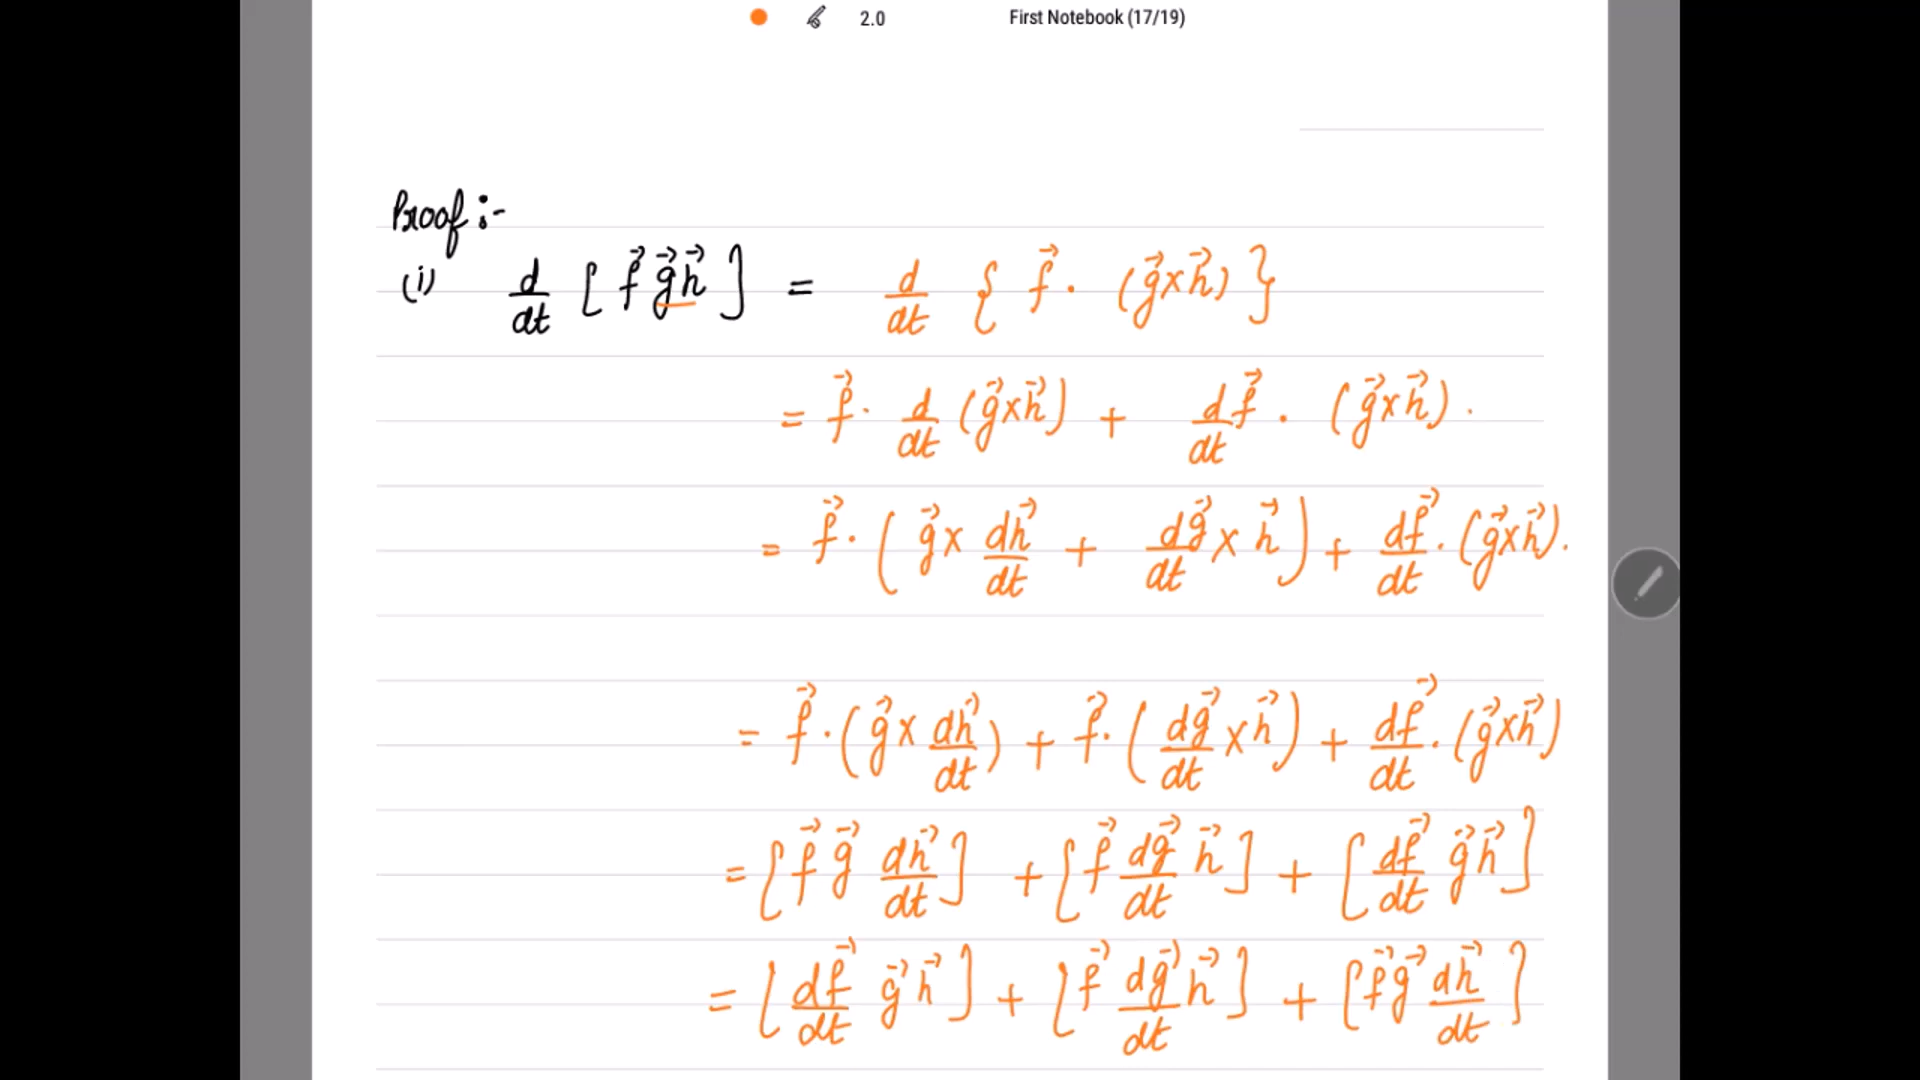 2.0 First Notebook (17/19)
Proof :-
(i) d/dt [f⃗ g⃗ h⃗] = d/dt {f⃗ · (g⃗ × h⃗)}
= f⃗ · d/dt (g⃗ × h⃗) + df⃗/dt · (g⃗ × h⃗).
= f⃗ · (g⃗ × dh⃗/dt + dg⃗/dt × h⃗) + df⃗/dt · (g⃗ × h⃗).
= f⃗ · (g⃗ × dh⃗/dt) + f⃗ · (dg⃗/dt × h⃗) + df⃗/dt · (g⃗ × h⃗)
= [f⃗ g⃗ dh⃗/dt] + [f⃗ dg⃗/dt h⃗] + [df⃗/dt g⃗ h⃗]
= [df⃗/dt g⃗ h⃗] + [f⃗ dg⃗/dt h⃗] + [f⃗ g⃗ dh⃗/dt]